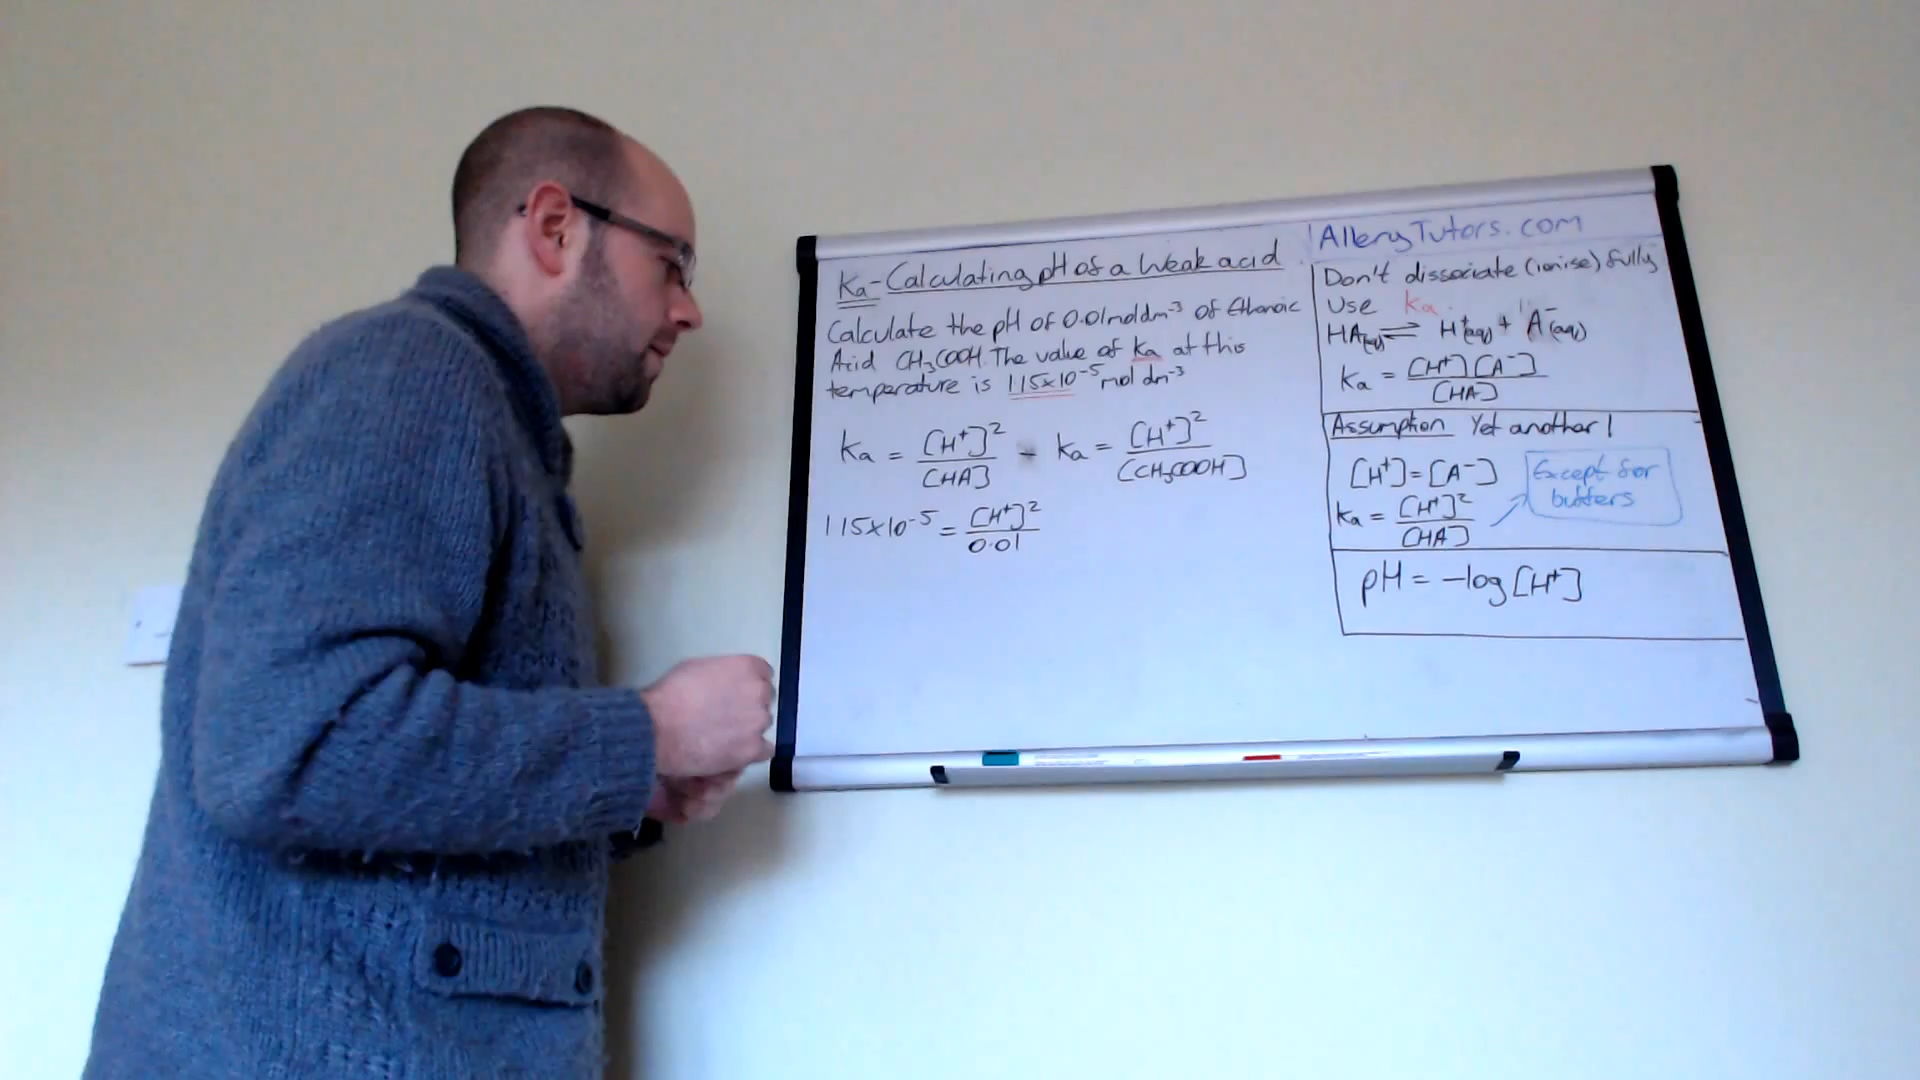 Ka-Calculating pH of a Weak acid
Calculate the pH of 0.01moldm⁻³ of Ethanoic
Acid CH₃COOH. The value of Ka at this
temperature is 1.15x10⁻⁵ mol dm⁻³
Ka = [H⁺]² / [HA] - Ka = [H⁺]² / [CH₃COOH]
1.15x10⁻⁵ = [H⁺]² / 0.01
AlleryTutors.com
Don't dissociate (ionise) fully
Use Ka
HA(aq) ⇌ H⁺(aq) + A⁻(aq)
Ka = [H⁺][A⁻] / [HA]
Assumption Yet another!
[H⁺]=[A⁻]
Ka = [H⁺]² / [HA]
Except for
buffers
pH = -log[H⁺]